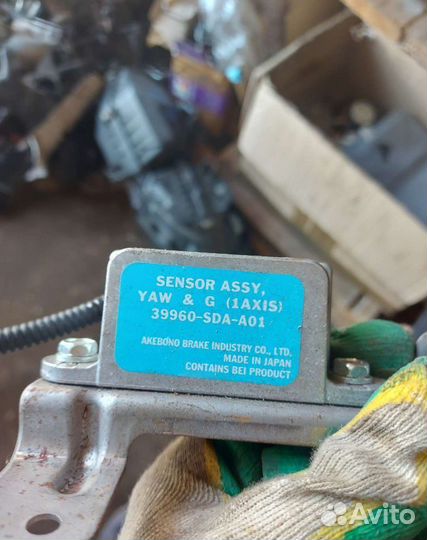 SENSOR ASSY,
YAW & G (1AXIS)
39960-SDA-A01
AKEBONO BRAKE INDUSTRY CO., LTD.
MADE IN JAPAN
CONTAINS BEI PRODUCT
Avito